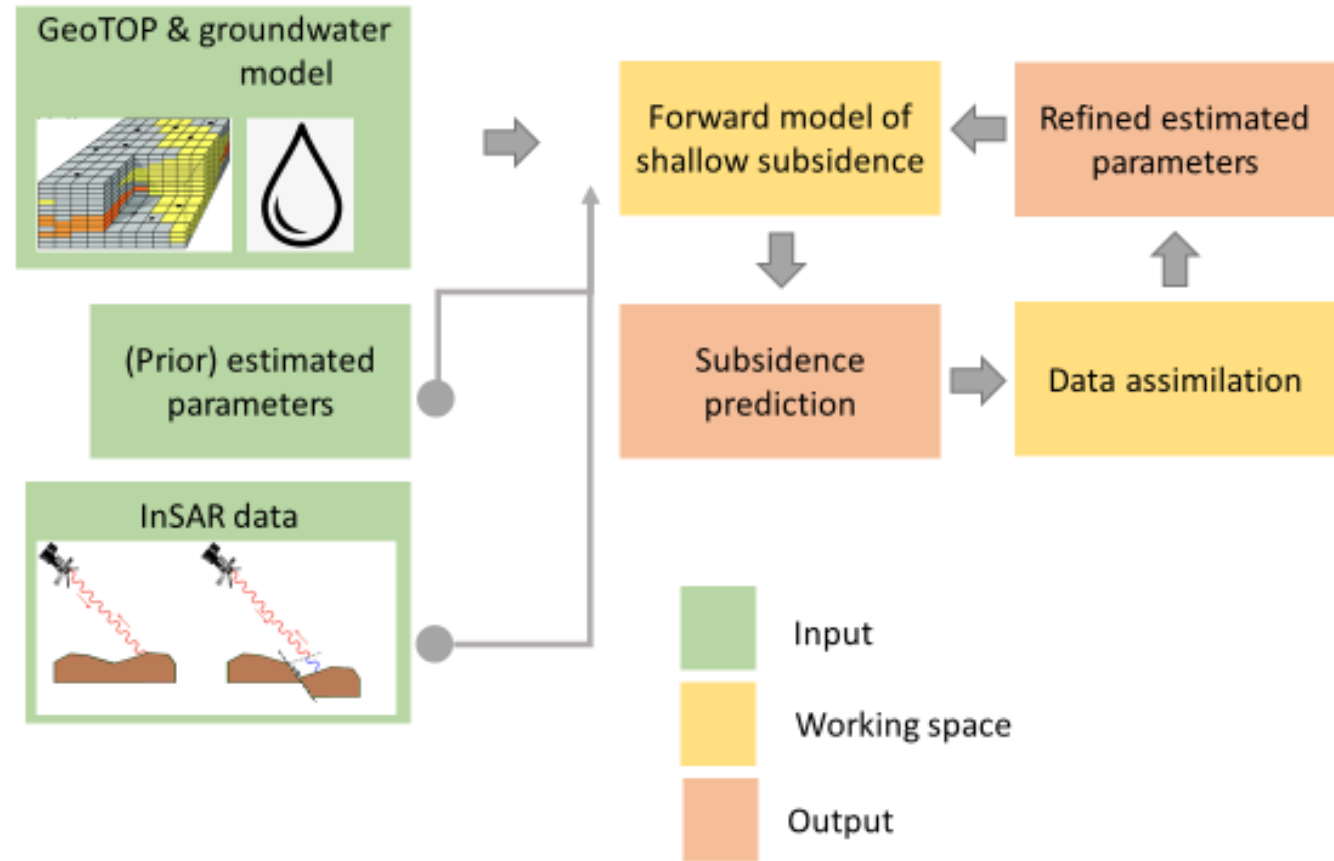 GeoTOP & groundwater
model
(Prior) estimated
parameters
InSAR data
Forward model of
shallow subsidence
Refined estimated
parameters
Subsidence
prediction
Data assimilation
Input
Working space
Output